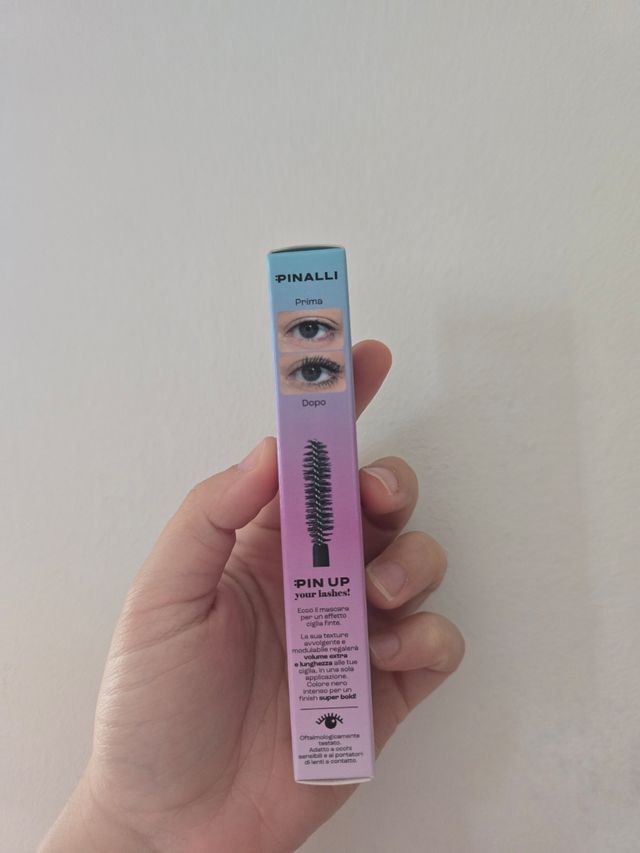 PINALLI
Prima
Dopo
PIN UP
your lashes!
Ecco il mascara
per un effetto
ciglia finte.
La sua texture
avvolgente e
modulabile regalerà
volume extra
e lunghezza alle tue
ciglia, in una sola
applicazione.
Colore nero
intenso per un
finish super bold!
Oftalmologicamente
testato.
Adatto a occhi
sensibili e ai portatori
di lenti a contatto.